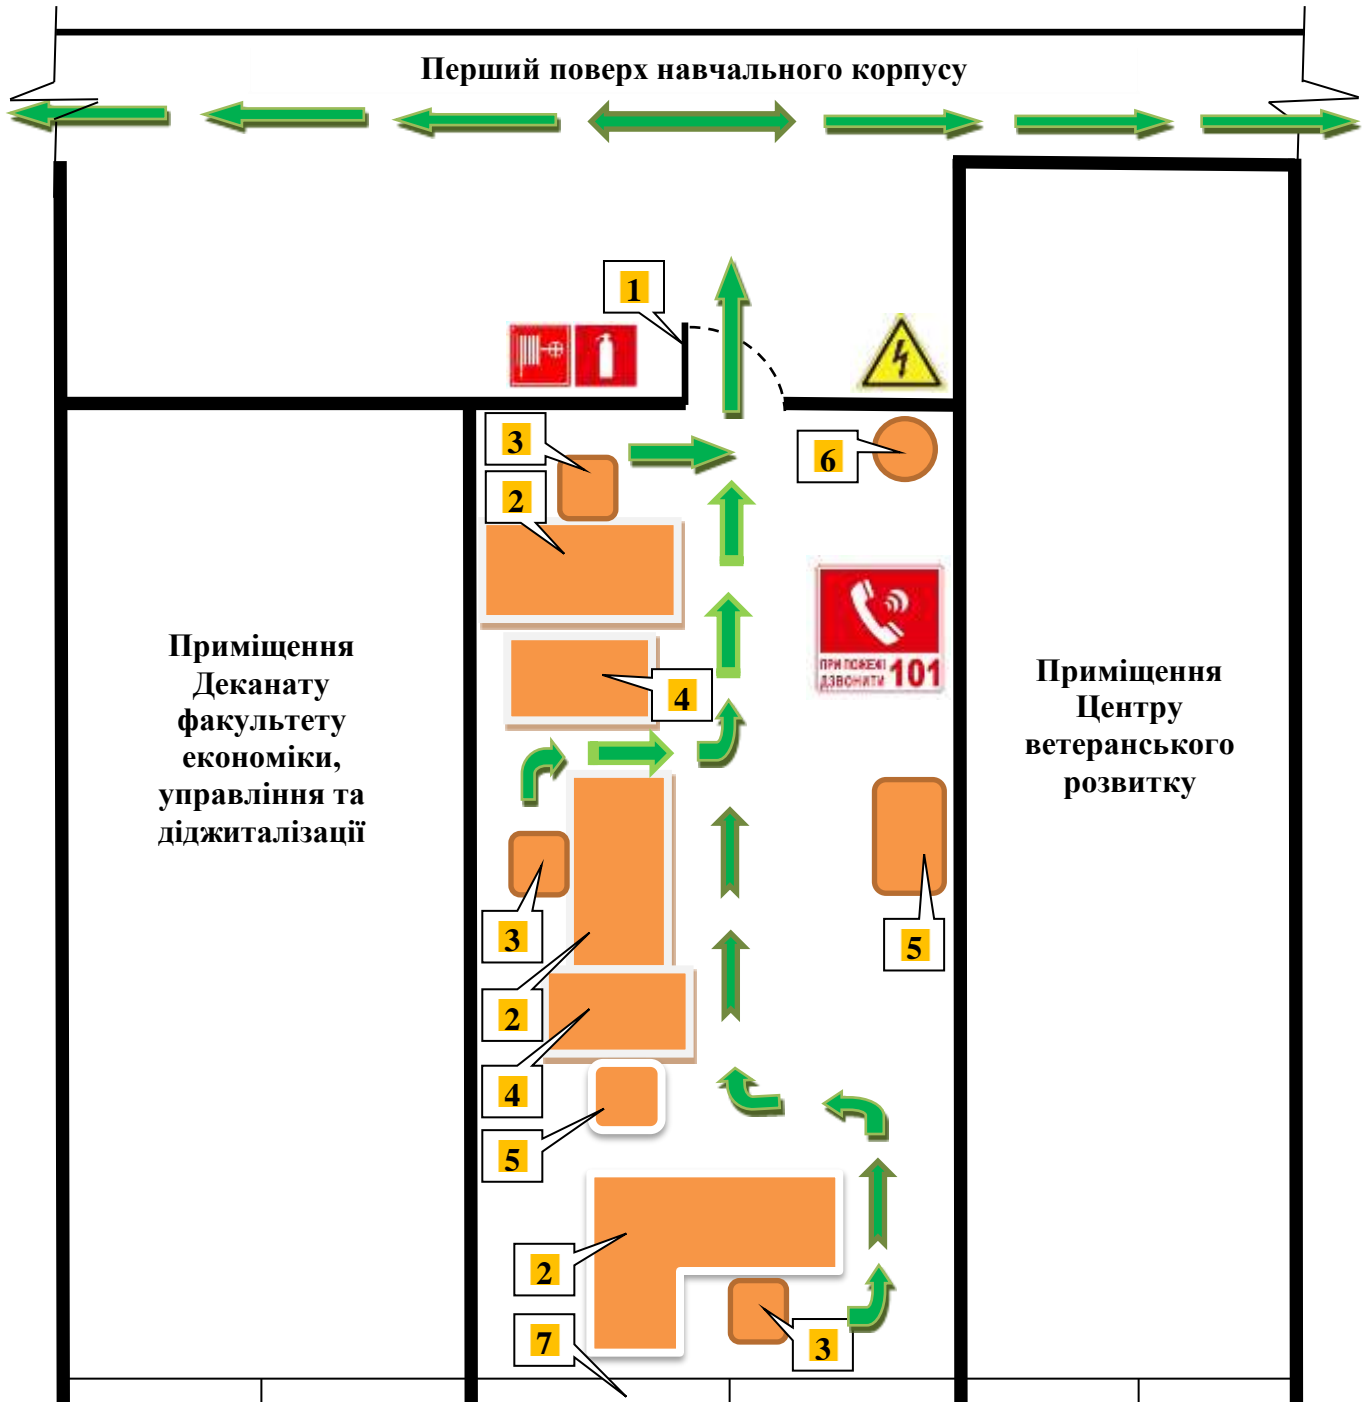 Перший поверх навчального корпусу
1
3
2
6
ПРИ ПОЖЕЖІ
ДЗВОНИТИ 101
Приміщення
Деканату
факультету
економіки,
управління та
діджиталізації
4
Приміщення
Центру
ветеранського
розвитку
3
5
2
4
5
2
7
3